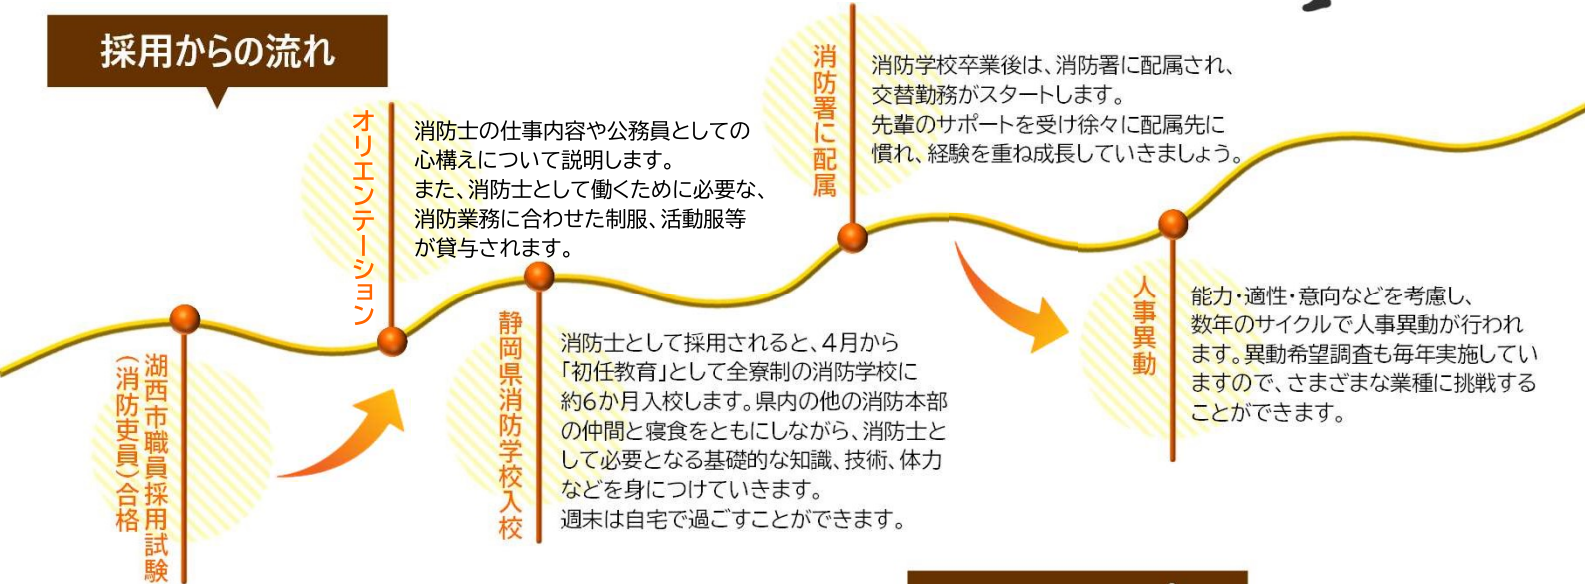 採用からの流れ
湖西市職員採用試験
(消防吏員)合格
オリエンテーション
消防士の仕事内容や公務員としての
心構えについて説明します。
また、消防士として働くために必要な、
消防業務に合わせた制服、活動服等
が貸与されます。
静岡県消防学校入校
消防士として採用されると、4月から
「初任教育」として全寮制の消防学校に
約6か月入校します。県内の他の消防本部
の仲間と寝食をともにしながら、消防士と
して必要となる基礎的な知識、技術、体力
などを身につけていきます。
週末は自宅で過ごすことができます。
消防署に配属
消防学校卒業後は、消防署に配属され、
交替勤務がスタートします。
先輩のサポートを受け徐々に配属先に
慣れ、経験を重ね成長していきましょう。
人事異動
能力・適性・意向などを考慮し、
数年のサイクルで人事異動が行われ
ます。異動希望調査も毎年実施してい
ますので、さまざまな業種に挑戦する
ことができます。